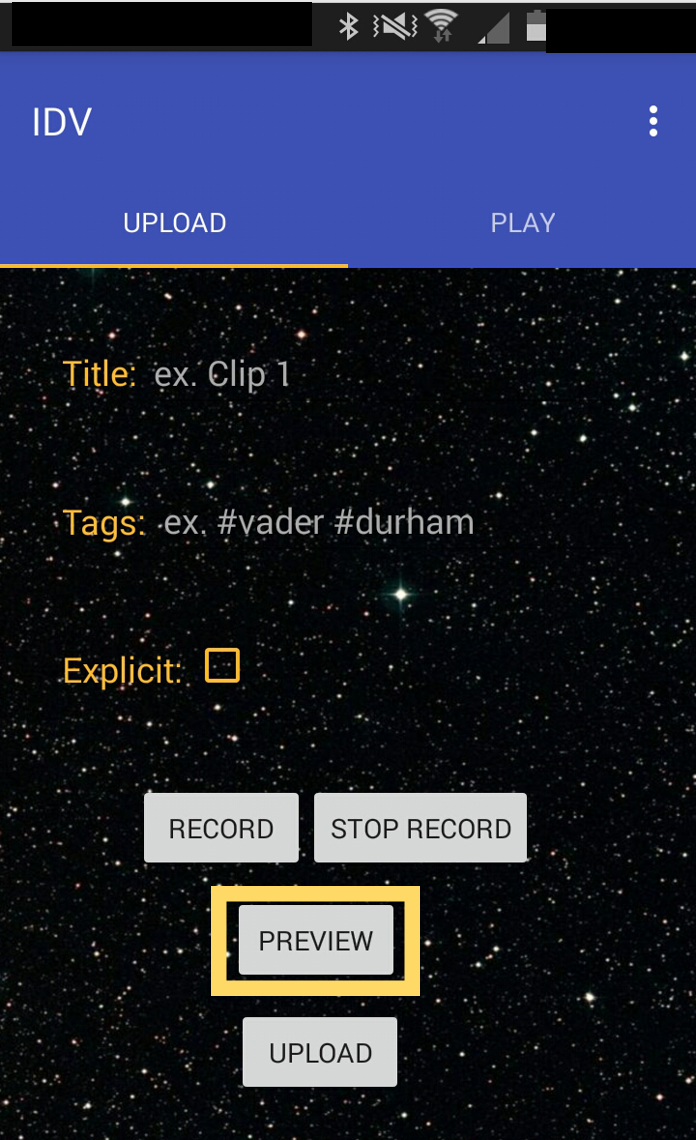 IDV
UPLOAD PLAY
Title: ex. Clip 1
Tags: ex. #vader #durham
Explicit:
RECORD STOP RECORD
PREVIEW
UPLOAD